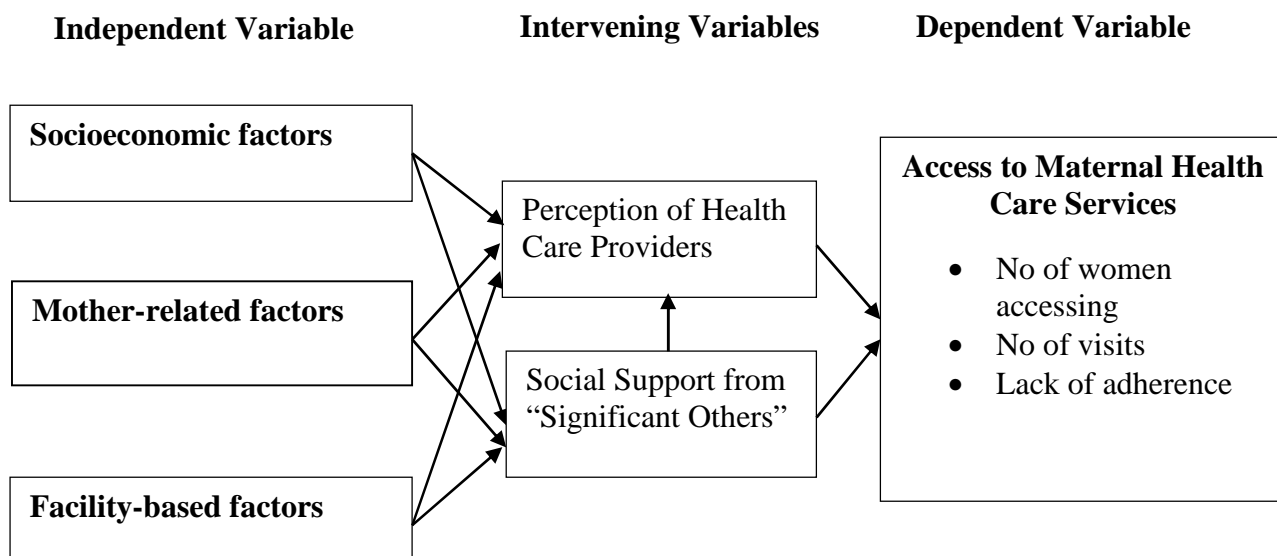 Independent Variable
Intervening Variables
Dependent Variable
Socioeconomic factors
Mother-related factors
Facility-based factors
Perception of Health
Care Providers
Social Support from
“Significant Others”
Access to Maternal Health
Care Services
• No of women
accessing
• No of visits
• Lack of adherence